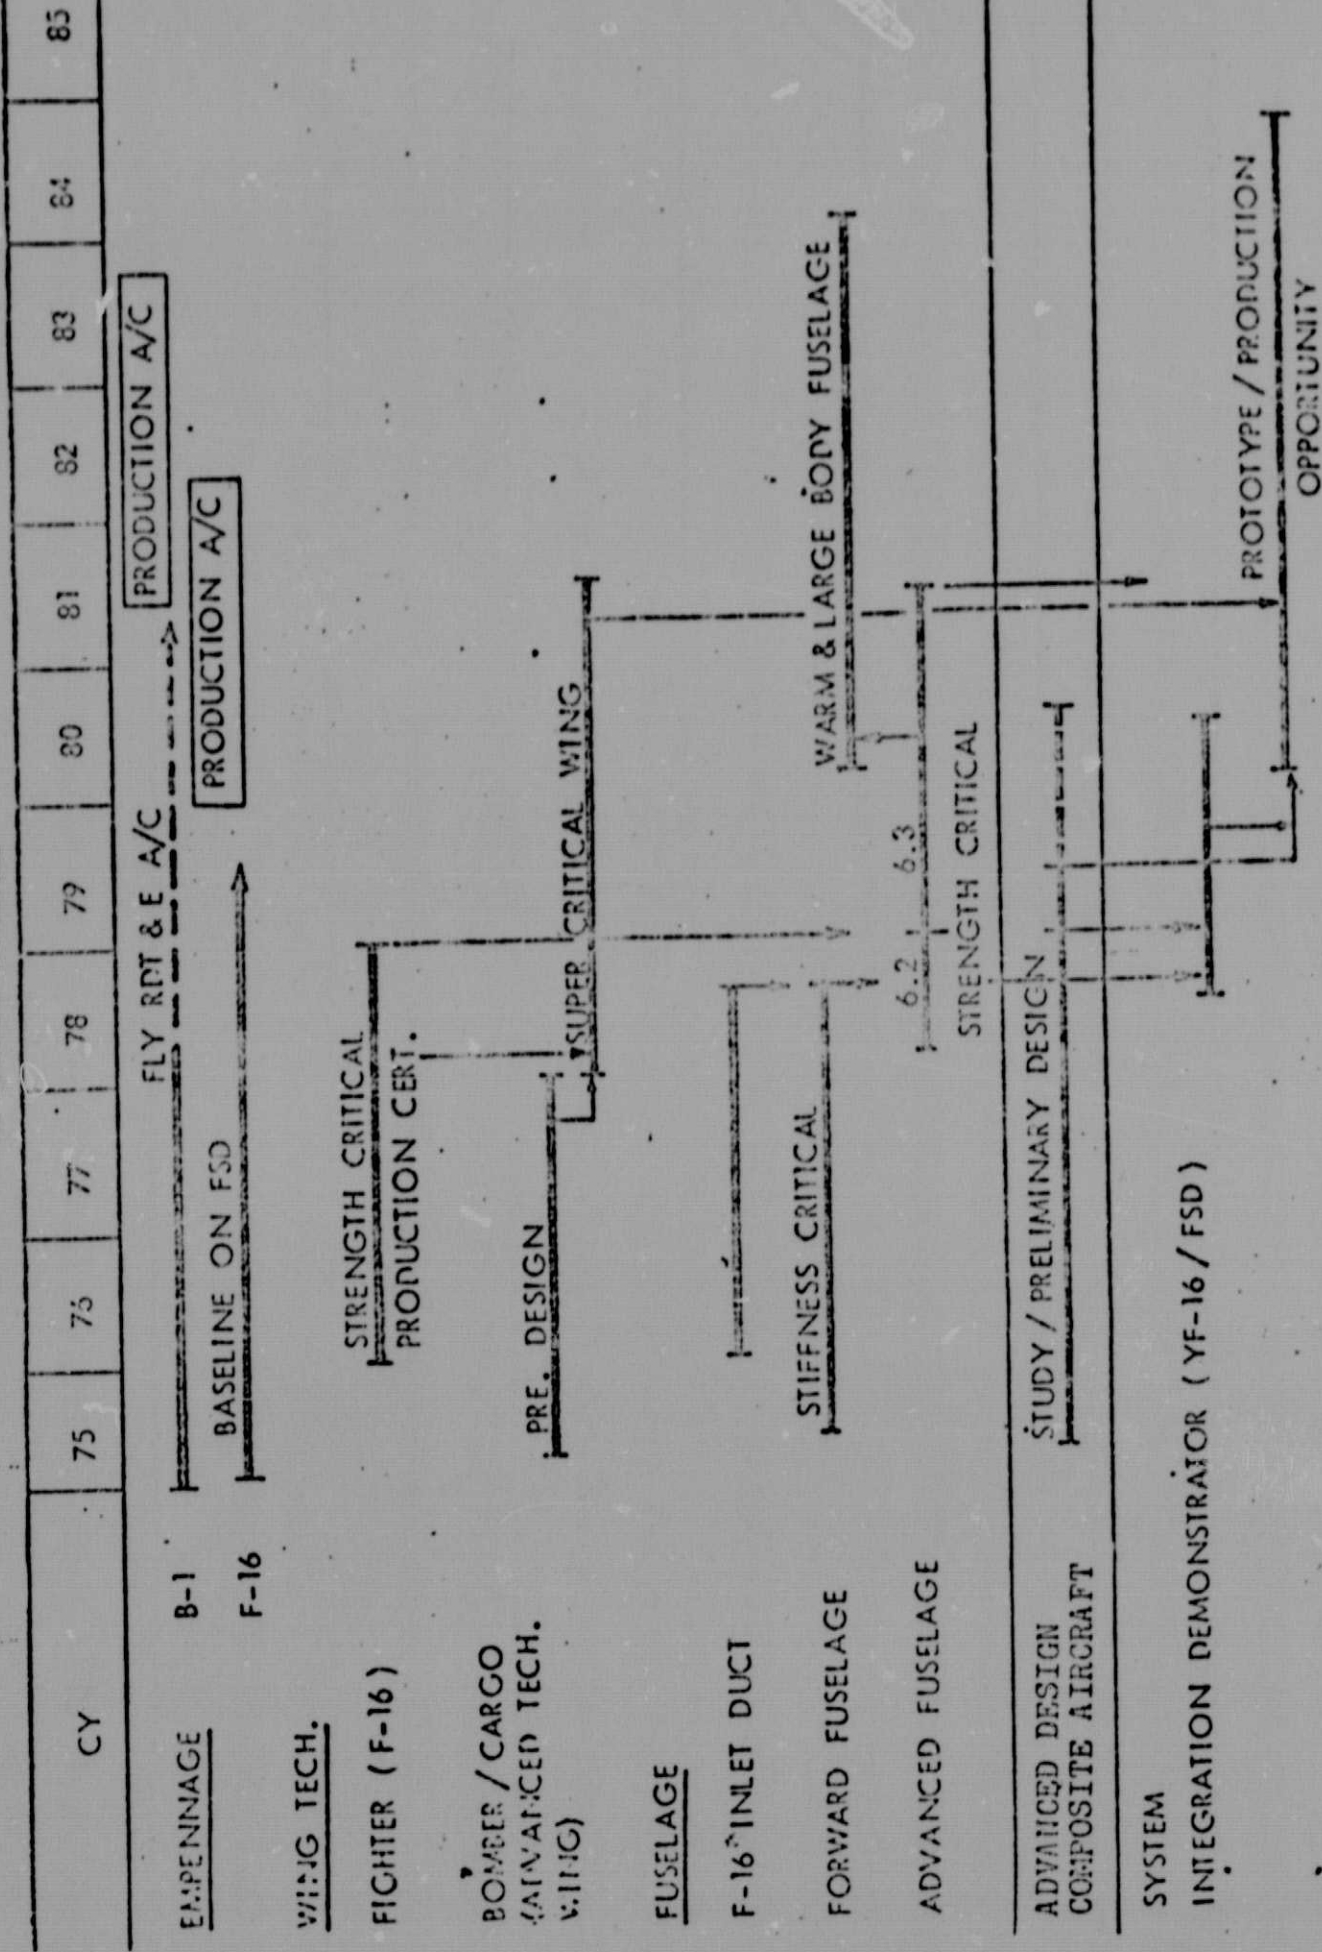 CY 75 76 77 78 79 80 81 82 83 84 85
EMPENNAGE
B-1
FLY RDT & E A/C
PRODUCTION A/C
F-16
BASELINE ON FSD
PRODUCTION A/C
WING TECH.
FIGHTER (F-16)
STRENGTH CRITICAL
PRODUCTION CERT.
BOMBER / CARGO
(ADVANCED TECH.
WING)
PRE. DESIGN
SUPER CRITICAL WING
FUSELAGE
F-16 INLET DUCT
FORWARD FUSELAGE
STIFFNESS CRITICAL
WARM & LARGE BODY FUSELAGE
ADVANCED FUSELAGE
6.2 6.3
STRENGTH CRITICAL
ADVANCED DESIGN
COMPOSITE AIRCRAFT
STUDY / PRELIMINARY DESIGN
SYSTEM
INTEGRATION DEMONSTRATOR (YF-16 / FSD)
PROTOTYPE / PRODUCTION
OPPORTUNITY